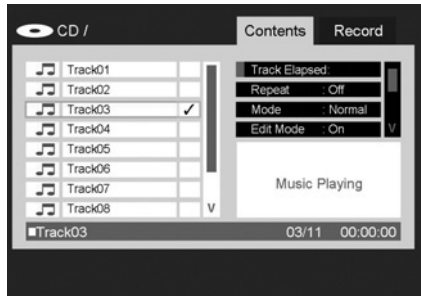 CD /
Contents Record
Track01
Track02
Track03 ✓
Track04
Track05
Track06
Track07
Track08
V
Track Elapsed:
Repeat : Off
Mode : Normal
Edit Mode : On
V
Music Playing
■Track03 03/11 00:00:00